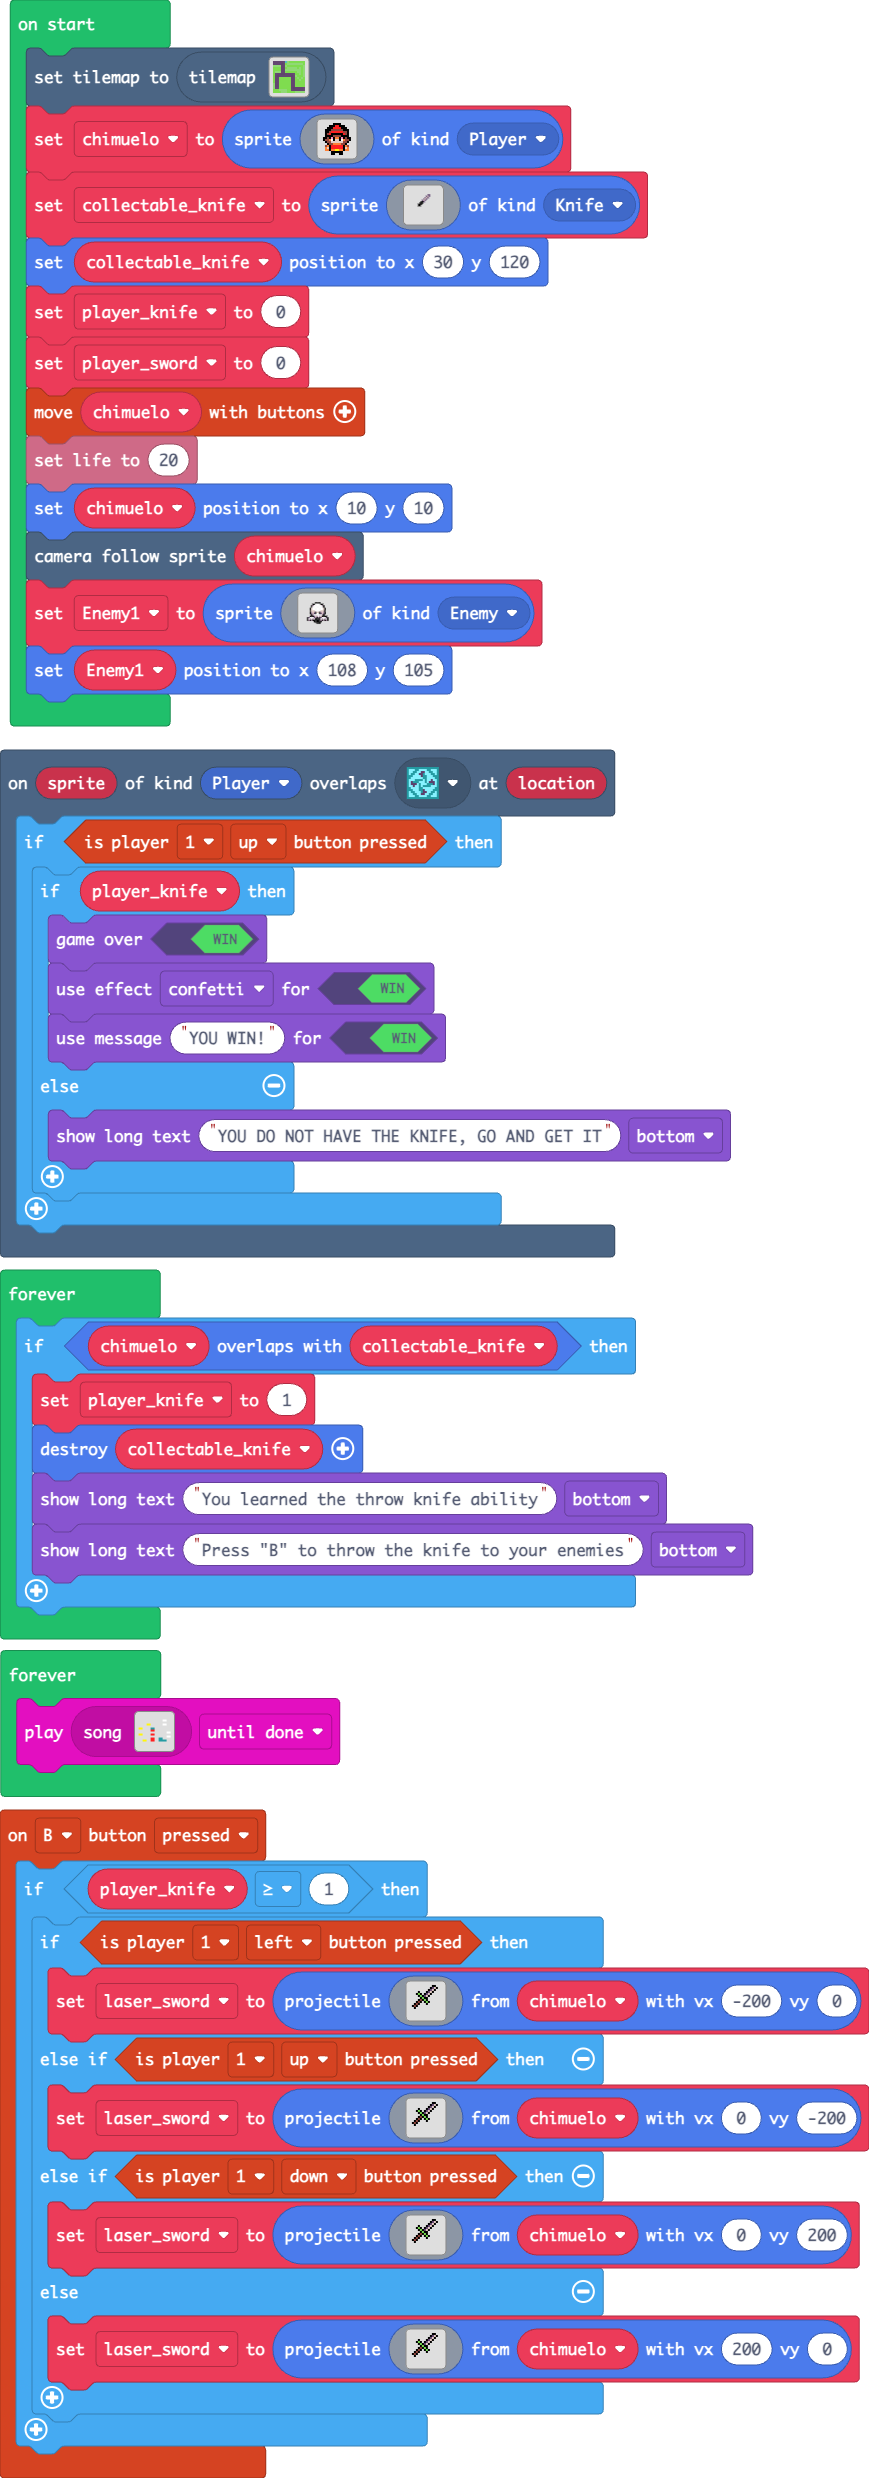 on start
set tilemap to tilemap
set chimuelo to sprite of kind Player
set collectable_knife to sprite of kind Knife
set collectable_knife position to x 30 y 120
set player_knife to 0
set player_sword to 0
move chimuelo with buttons
set life to 20
set chimuelo position to x 10 y 10
camera follow sprite chimuelo
set Enemy1 to sprite of kind Enemy
set Enemy1 position to x 108 y 105
on sprite of kind Player overlaps at location
if is player 1 up button pressed then
if player_knife then
game over WIN
use effect confetti for WIN
use message "YOU WIN!" for WIN
else
show long text "YOU DO NOT HAVE THE KNIFE, GO AND GET IT" bottom
forever
if chimuelo overlaps with collectable_knife then
set player_knife to 1
destroy collectable_knife
show long text "You learned the throw knife ability" bottom
show long text "Press "B" to throw the knife to your enemies" bottom
forever
play song until done
on B button pressed
if player_knife ≥ 1 then
if is player 1 left button pressed then
set laser_sword to projectile from chimuelo with vx -200 vy 0
else if is player 1 up button pressed then
set laser_sword to projectile from chimuelo with vx 0 vy -200
else if is player 1 down button pressed then
set laser_sword to projectile from chimuelo with vx 0 vy 200
else
set laser_sword to projectile from chimuelo with vx 200 vy 0